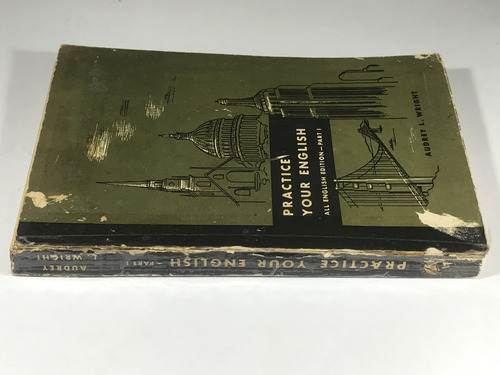 PRACTICE
YOUR ENGLISH
ALL ENGLISH EDITION—PART I
AUDREY L. WRIGHT
AUDREY
L. WRIGHT
PRACTICE YOUR ENGLISH - PART I